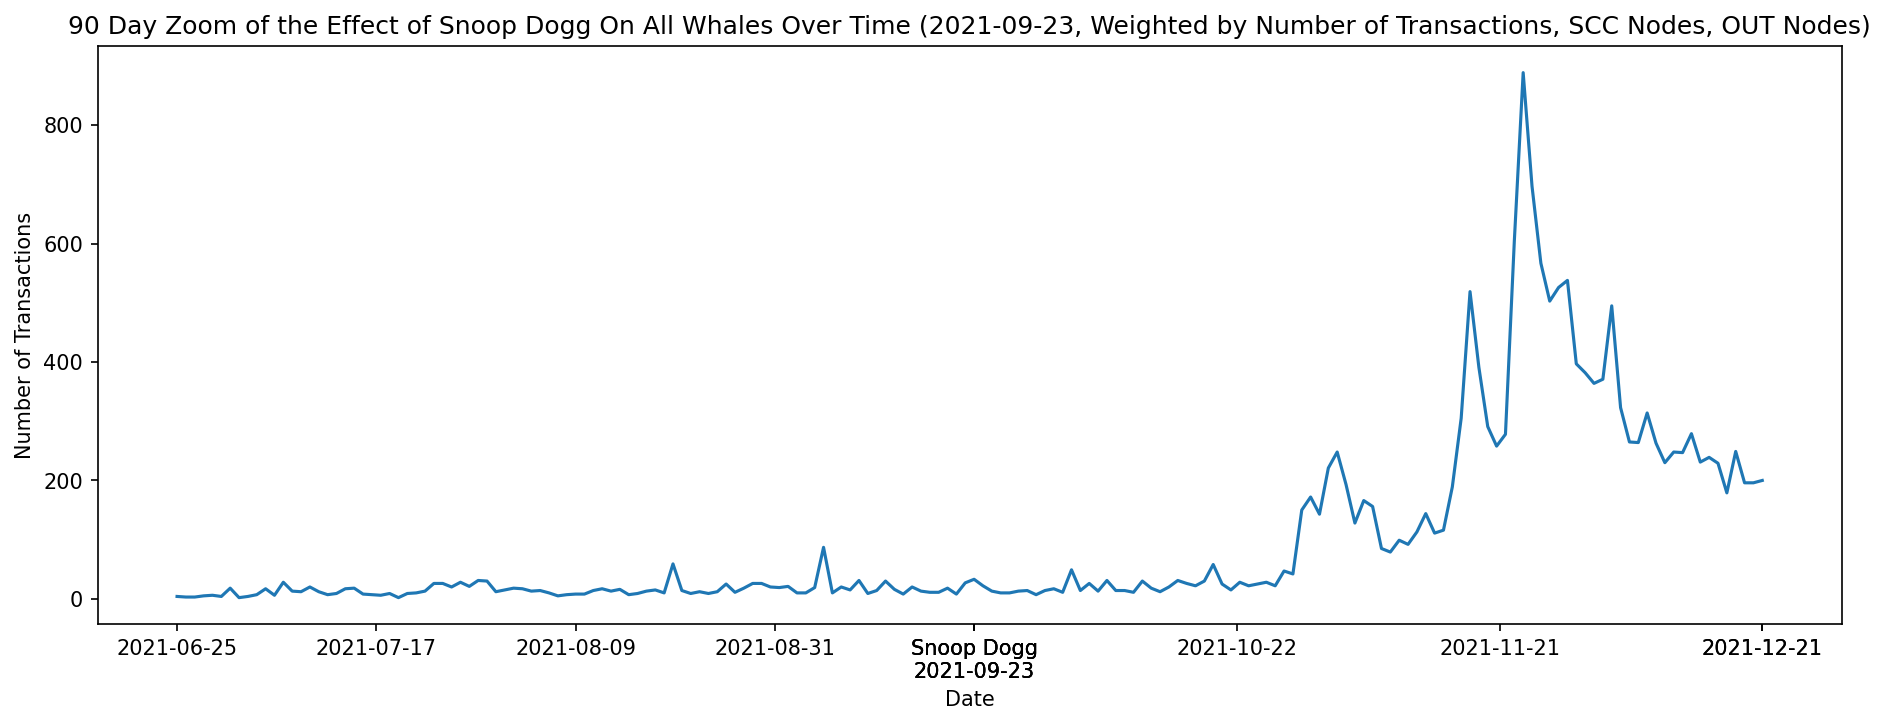 90 Day Zoom of the Effect of Snoop Dogg On All Whales Over Time (2021-09-23, Weighted by Number of Transactions, SCC Nodes, OUT Nodes)
Number of Transactions
800
600
400
200
0
2021-06-25 2021-07-17 2021-08-09 2021-08-31 Snoop Dogg 2021-10-22 2021-11-21 2021-12-21
2021-09-23
Date